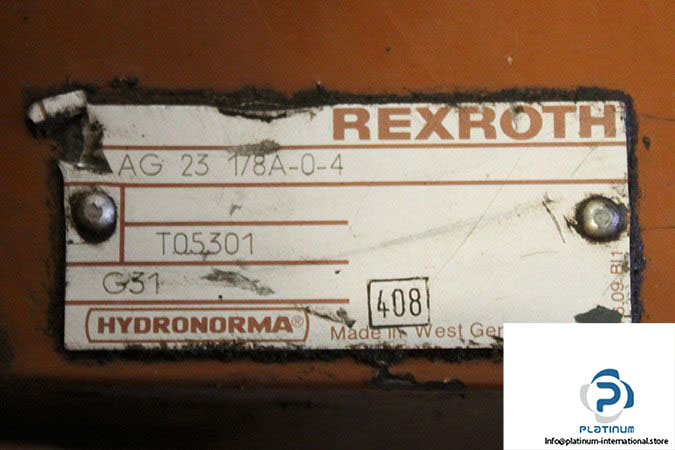 REXROTH
AG 23 178A-0-4
T05301
G31
408
HYDRONORMA®
Made in West Ger
PLATINUM
Info@platinum-international.store